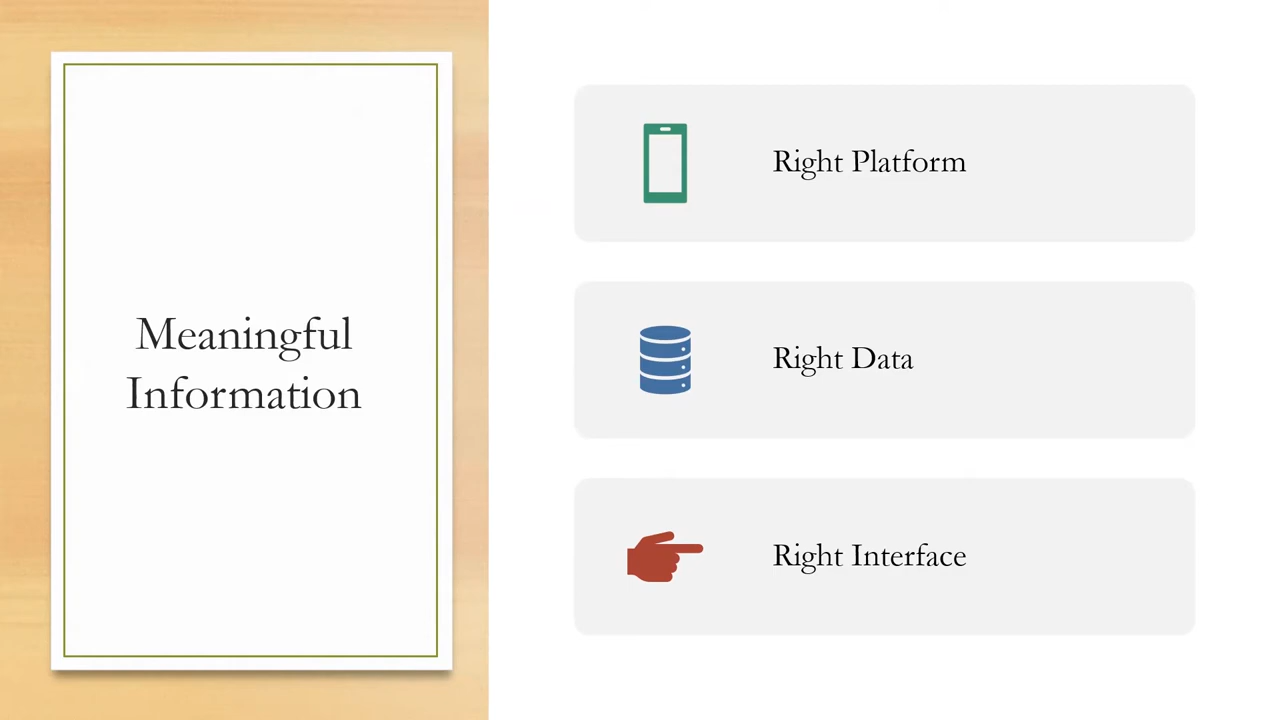 Meaningful
Information
Right Platform
Right Data
Right Interface